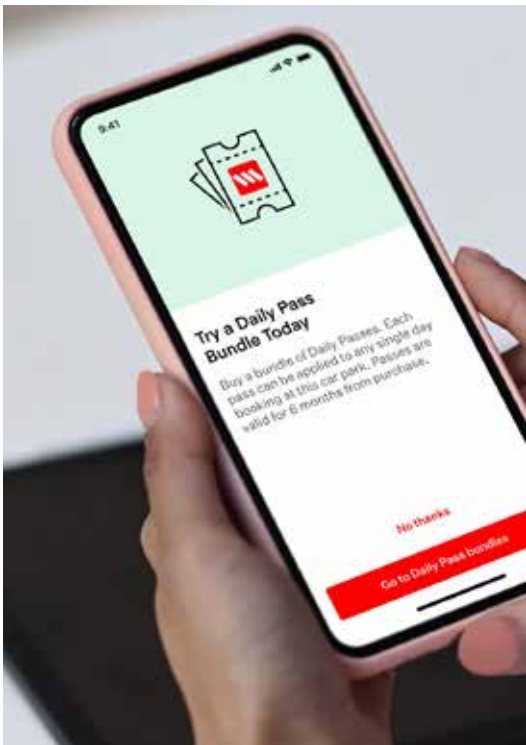 9:41
Try a Daily Pass
Bundle Today
Buy a bundle of Daily Passes. Each
pass can be applied to any single day
booking at this car park. Passes are
valid for 6 months from purchase.
No thanks
Go to Daily Pass bundles